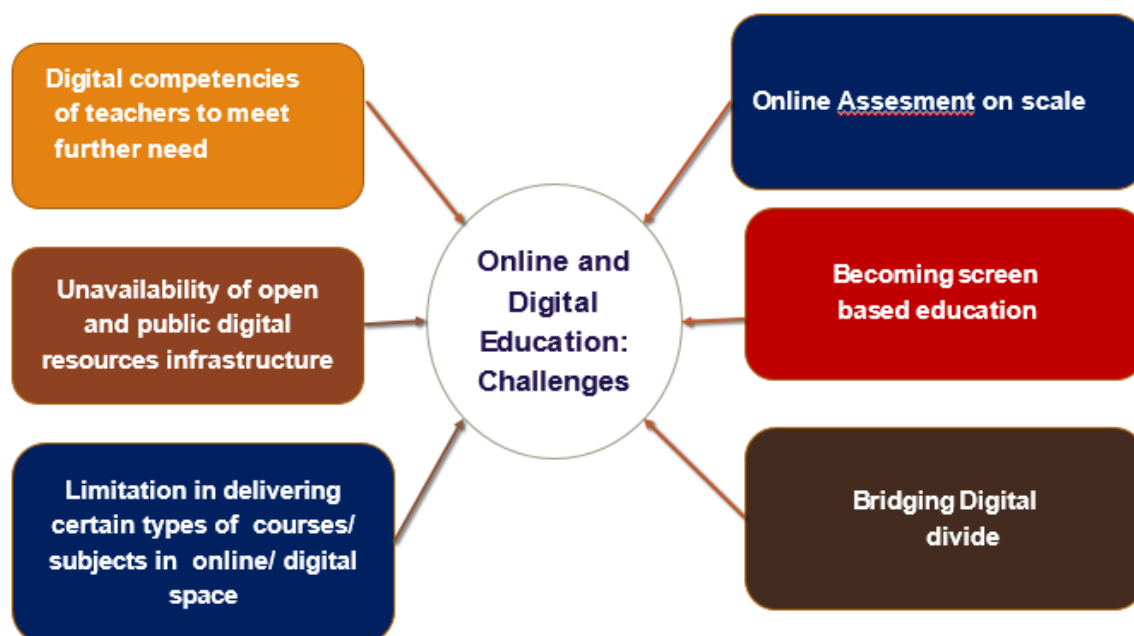 Digital competencies
of teachers to meet
further need
Unavailability of open
and public digital
resources infrastructure
Limitation in delivering
certain types of courses/
subjects in online/ digital
space
Online and
Digital
Education:
Challenges
Online Assesment on scale
Becoming screen
based education
Bridging Digital
divide